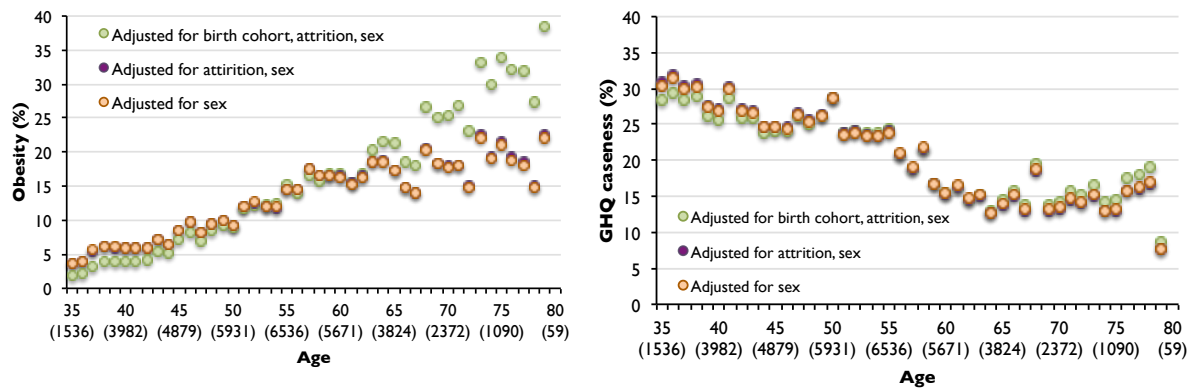 Obesity (%)
40
35
30
25
20
15
10
5
0
Adjusted for birth cohort, attrition, sex
Adjusted for attirition, sex
Adjusted for sex
35 40 45 50 55 60 65 70 75 80
(1536) (3982) (4879) (5931) (6536) (5671) (3824) (2372) (1090) (59)
Age
GHQ caseness (%)
40
35
30
25
20
15
10
5
0
Adjusted for birth cohort, attrition, sex
Adjusted for attrition, sex
Adjusted for sex
35 40 45 50 55 60 65 70 75 80
(1536) (3982) (4879) (5931) (6536) (5671) (3824) (2372) (1090) (59)
Age